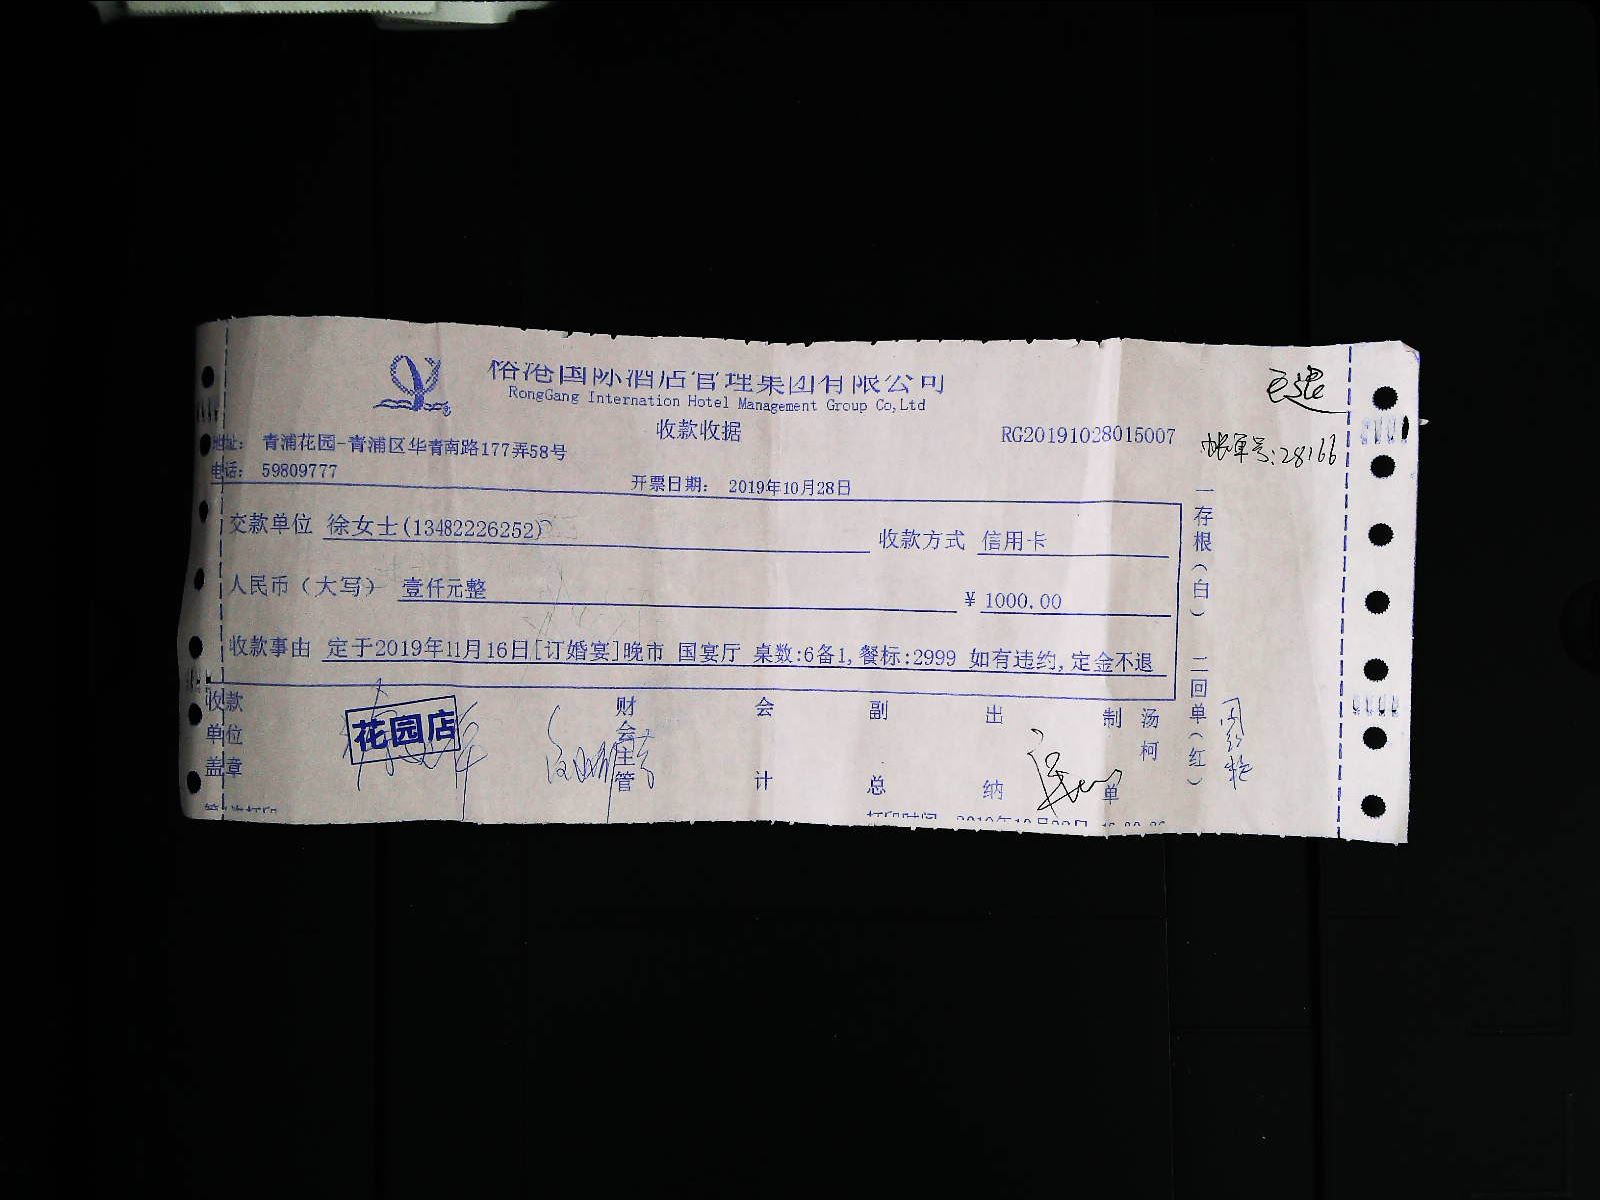 裕港国际酒店管理集团有限公司
RongGang Internation Hotel Management Group Co,Ltd
收款收据
RG20191028015007
帐单号:28166
地址: 青浦花园-青浦区华青南路177弄58号
电话: 59809777
开票日期: 2019年10月28日
交款单位 徐女士(13482226252)
收款方式 信用卡
人民币（大写） 壹仟元整
¥ 1000.00
收款事由 定于2019年11月16日[订婚宴]晚市 国宴厅 桌数:6备1,餐标:2999 如有违约,定金不退
一存根（白） 二回单（红）
收款单位盖章
花园店
财会主管
会计
副总
出纳
制单
汤柯